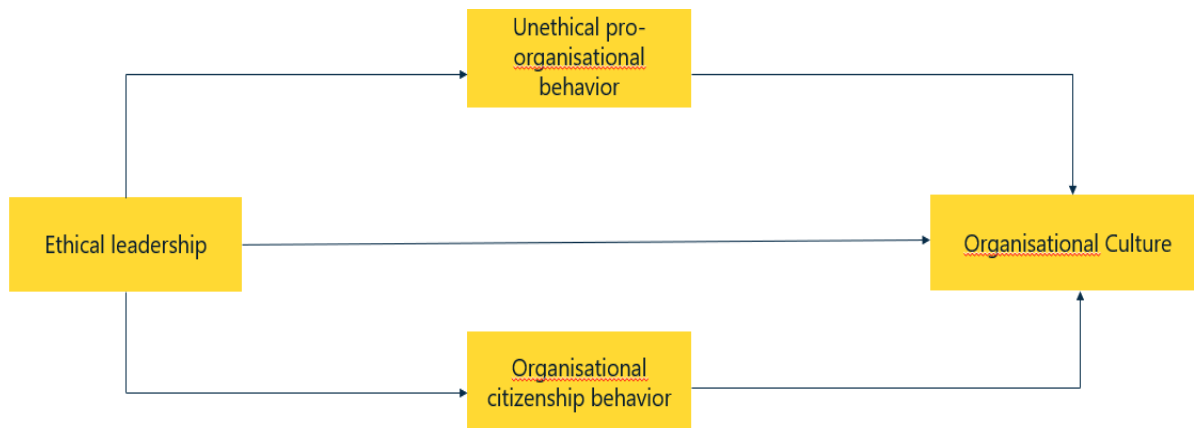 Unethical pro-
organisational
behavior
Ethical leadership
Organisational Culture
Organisational
citizenship behavior